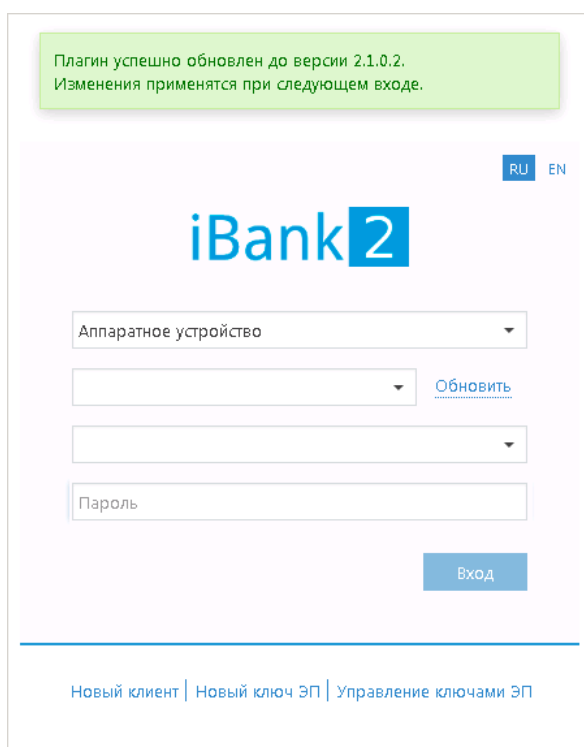 Плагин успешно обновлен до версии 2.1.0.2.
Изменения применятся при следующем входе.
RU EN
iBank 2
Аппаратное устройство
Обновить
Пароль
Вход
Новый клиент | Новый ключ ЭП | Управление ключами ЭП